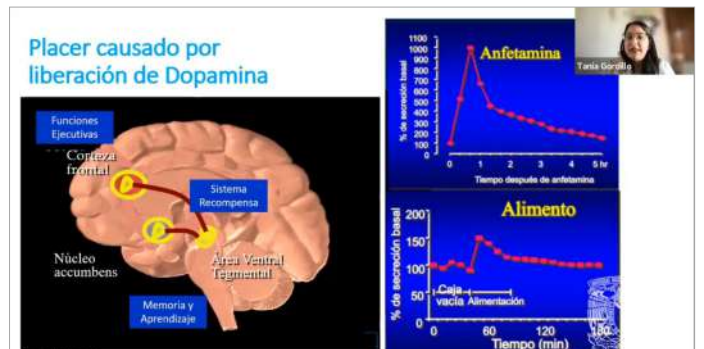 Placer causado por
liberación de Dopamina
Funciones
Ejecutivas
Corteza
frontal
Sistema
Recompensa
Nùcleo
accumbens
Area Ventral
Tegmental
Memoria y
Aprendizaje
Anfetamina
% de secreción basal
1100
1000
900
800
700
600
500
400
300
200
100
0
0 1 2 3 4 5 hr
Tiempo después de anfetamina
Tania Gordillo
Alimento
% de secreción basal
200
150
100
50
0
Caja
vacía Alimentación
0 60 120 180
Tiempo (min)